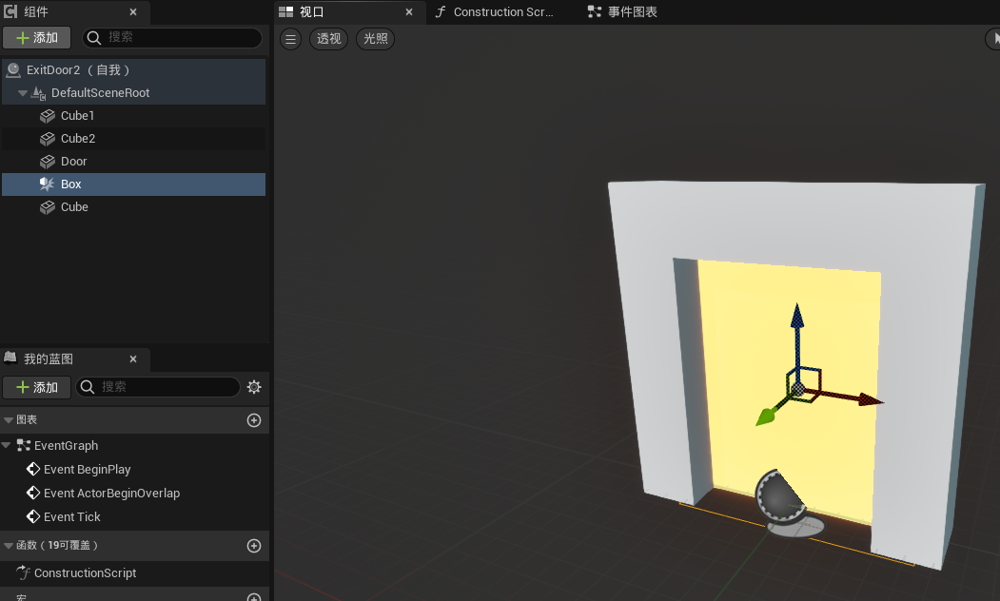 组件
添加
搜索
ExitDoor2 （自我）
DefaultSceneRoot
Cube1
Cube2
Door
Box
Cube
我的蓝图
添加
搜索
图表
EventGraph
Event BeginPlay
Event ActorBeginOverlap
Event Tick
函数（19可覆盖）
ConstructionScript
宏
视口
Construction Scr...
事件图表
透视
光照